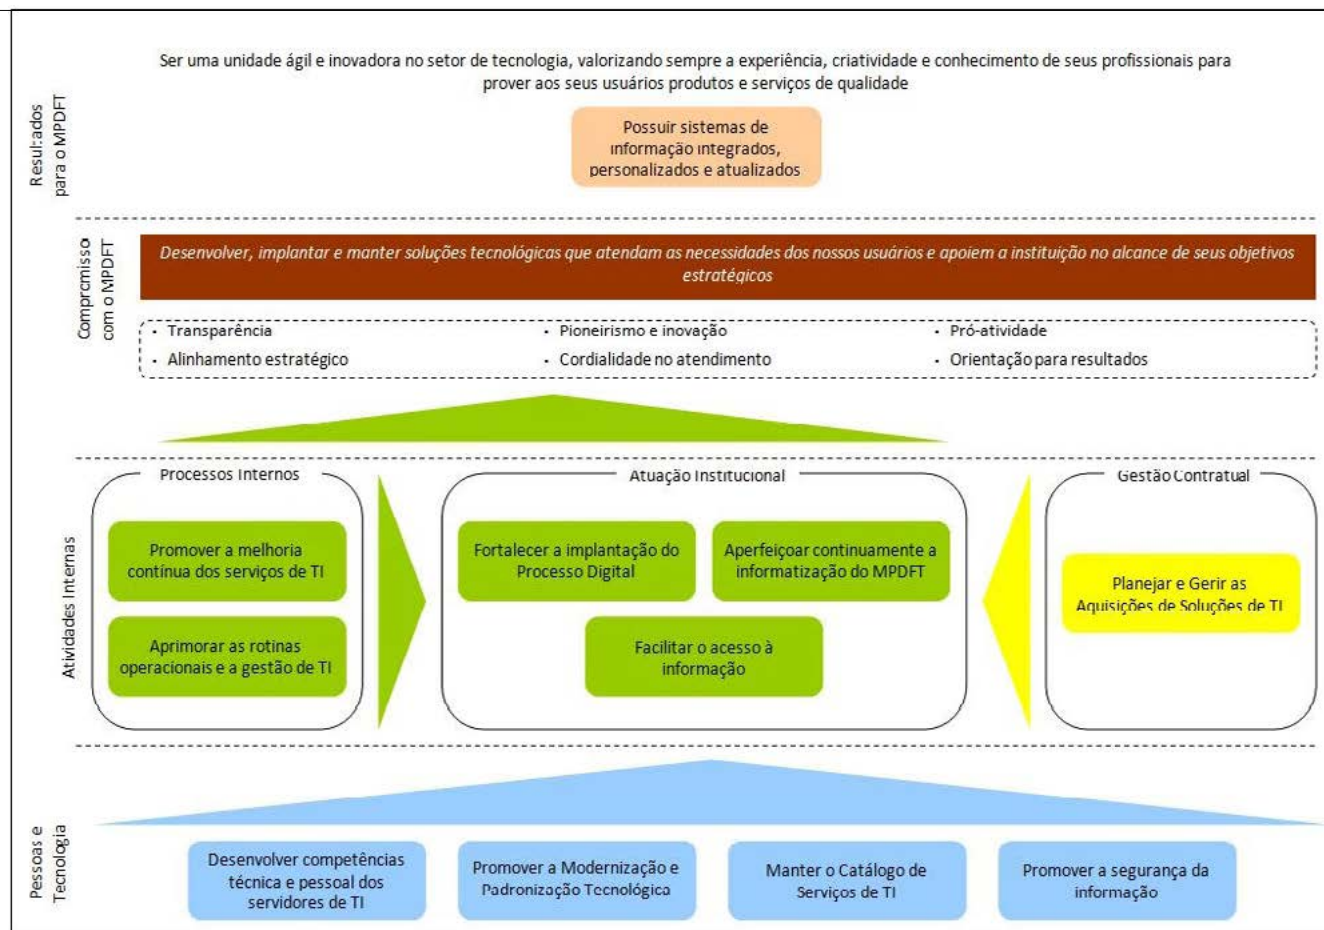 Resultados
para o MPDFT
Ser uma unidade ágil e inovadora no setor de tecnologia, valorizando sempre a experiência, criatividade e conhecimento de seus profissionais para
prover aos seus usuários produtos e serviços de qualidade
Possuir sistemas de
informação integrados,
personalizados e atualizados
Compromisso
com o MPDFT
Desenvolver, implantar e manter soluções tecnológicas que atendam as necessidades dos nossos usuários e apoiem a instituição no alcance de seus objetivos
estratégicos
· Transparência
· Pioneirismo e inovação
· Pró-atividade
· Alinhamento estratégico
· Cordialidade no atendimento
· Orientação para resultados
Atividades Internas
Processos Internos
Promover a melhoria
contínua dos serviços de TI
Aprimorar as rotinas
operacionais e a gestão de TI
Atuação Institucional
Fortalecer a implantação do
Processo Digital
Aperfeiçoar continuamente a
informatização do MPDFT
Facilitar o acesso à
informação
Gestão Contratual
Planejar e Gerir as
Aquisições de Soluções de TI
Pessoas e
Tecnologia
Desenvolver competências
técnica e pessoal dos
servidores de TI
Promover a Modernização e
Padronização Tecnológica
Manter o Catálogo de
Serviços de TI
Promover a segurança da
informação